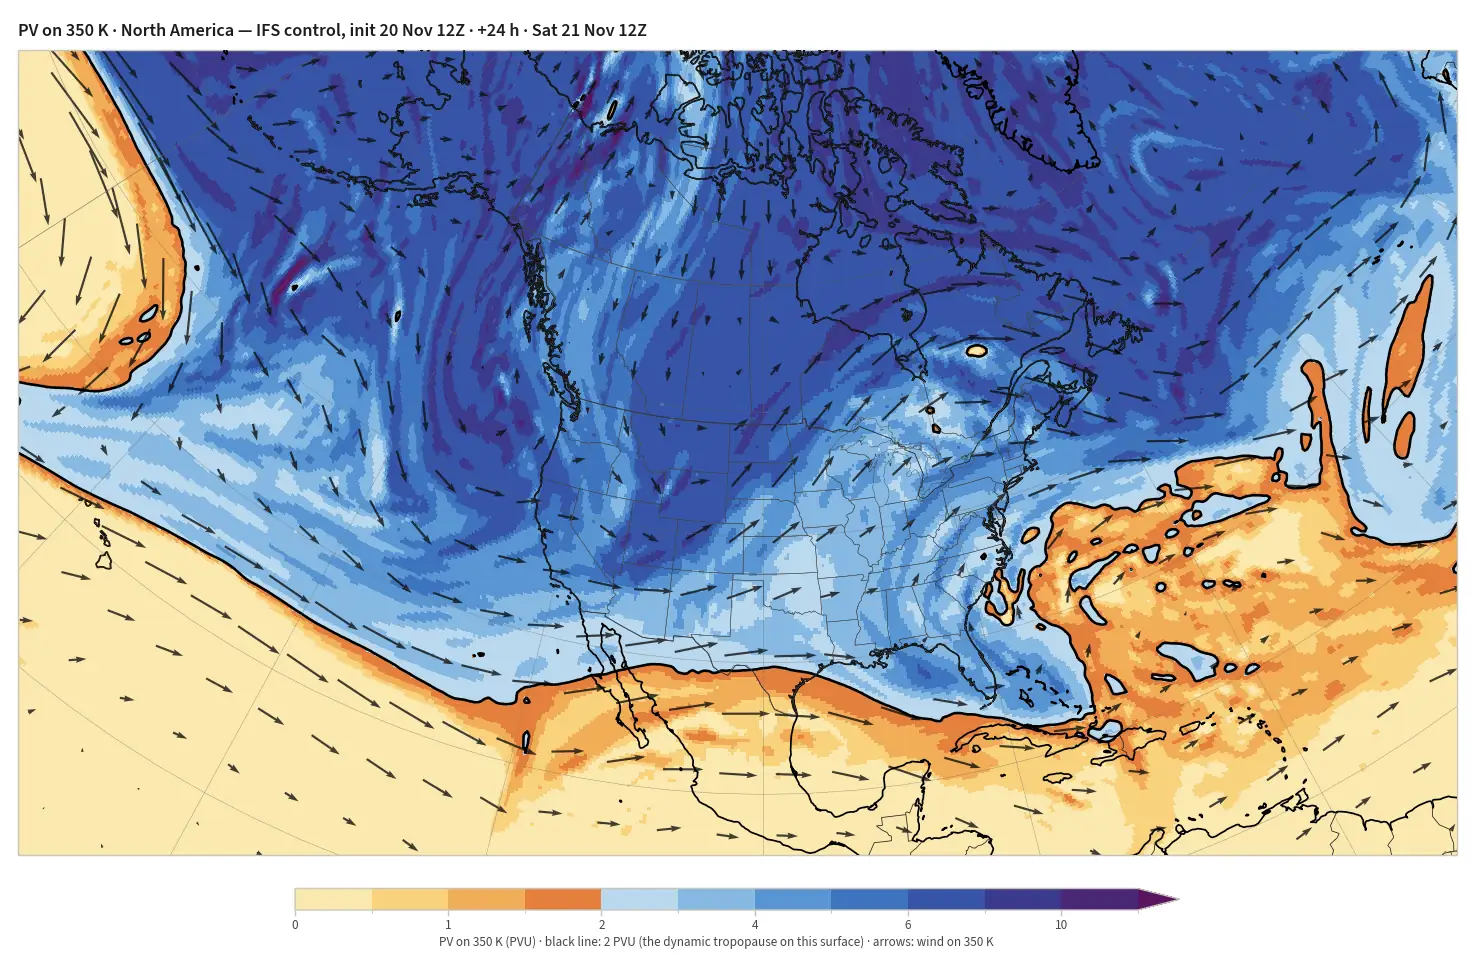 PV on 350 K · North America — IFS control, init 20 Nov 12Z · +24 h · Sat 21 Nov 12Z
0 1 2 4 6 10
PV on 350 K (PVU) · black line: 2 PVU (the dynamic tropopause on this surface) · arrows: wind on 350 K